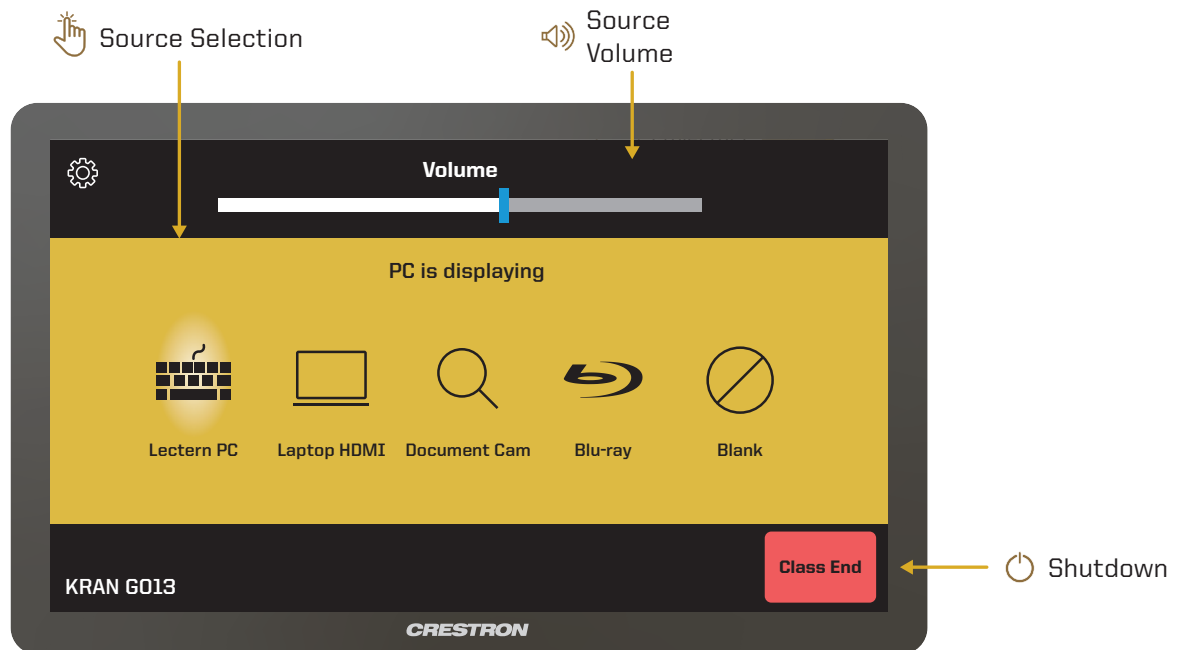 Source Selection
Source
Volume
Volume
PC is displaying
Lectern PC
Laptop HDMI
Document Cam
Blu-ray
Blank
Class End
Shutdown
KRAN G013
CRESTRON